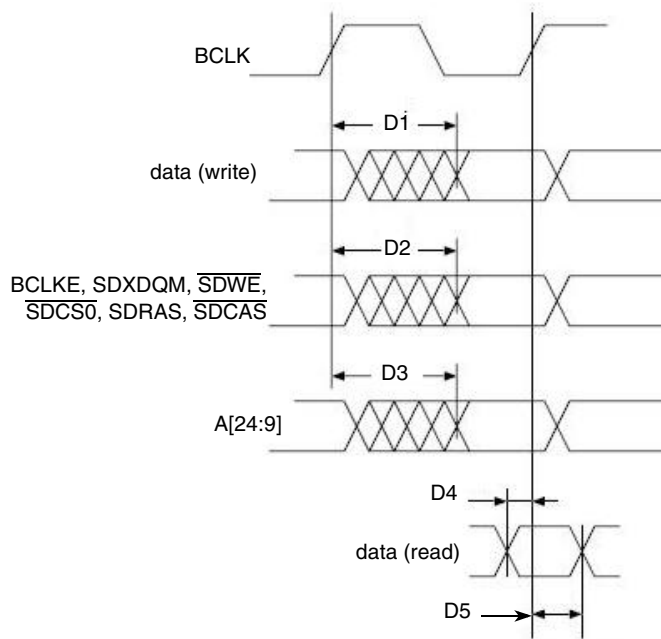 BCLK
D1
data (write)
D2
BCLKE, SDXDQM, SDWE,
SDCS0, SDRAS, SDCAS
D3
A[24:9]
D4
data (read)
D5